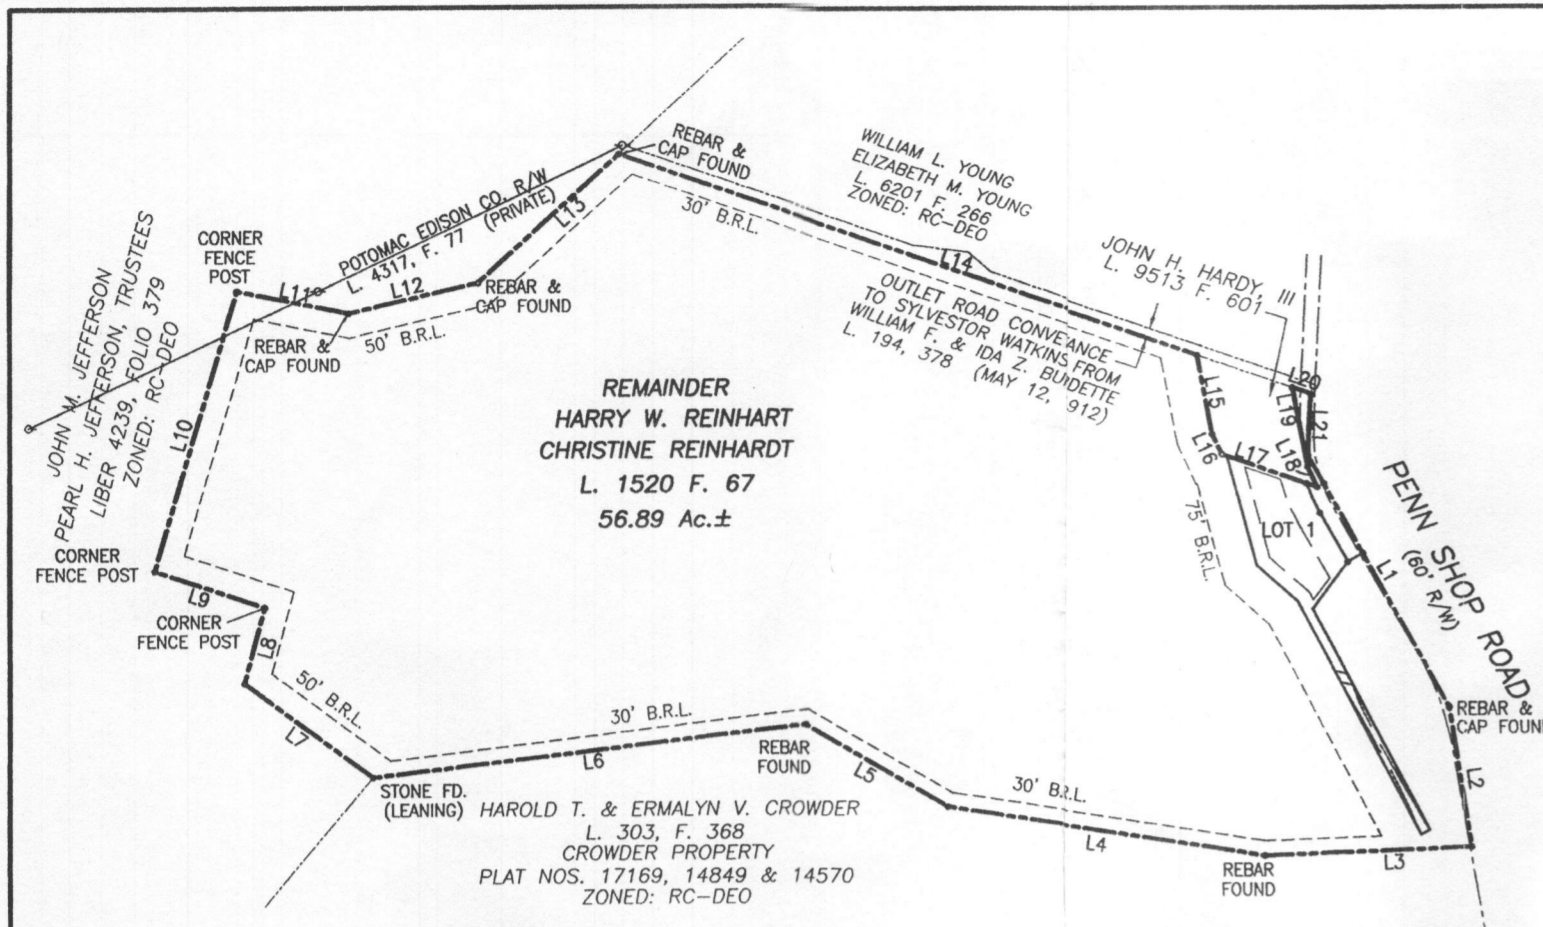 REBAR &
CAP FOUND
WILLIAM L. YOUNG
ELIZABETH M. YOUNG
L. 6201 F. 266
ZONED: RC-DEO
30' B.R.L.
L14
JOHN H. HARDY, III
L. 9513 F. 601
POTOMAC EDISON CO. R/W
L. 4317, F. 77 (PRIVATE)
L13
CORNER
FENCE
POST
L11
L12
REBAR &
CAP FOUND
REBAR &
CAP FOUND
50' B.R.L.
JOHN M. JEFFERSON
PEARL H. JEFFERSON, TRUSTEES
LIBER 4239, FOLIO 379
ZONED: RC-DEO
L10
OUTLET ROAD CONVEYANCE
TO SYLVESTOR WATKINS FROM
WILLIAM F. & IDA Z. BURDETTE
L. 194, 378 (MAY 12, 912)
REMAINDER
HARRY W. REINHART
CHRISTINE REINHARDT
L. 1520 F. 67
56.89 Ac.±
L15
L16
L17
L18
L19
L20
L21
LOT 1
75' B.R.L.
PENN SHOP ROAD
(60' R/W)
L1
REBAR &
CAP FOUND
L2
CORNER
FENCE POST
L9
CORNER
FENCE POST
L8
50' B.R.L.
L7
30' B.R.L.
L6
REBAR
FOUND
L5
30' B.R.L.
L4
L3
REBAR
FOUND
STONE FD.
(LEANING)
HAROLD T. & ERMALYN V. CROWDER
L. 303, F. 368
CROWDER PROPERTY
PLAT NOS. 17169, 14849 & 14570
ZONED: RC-DEO